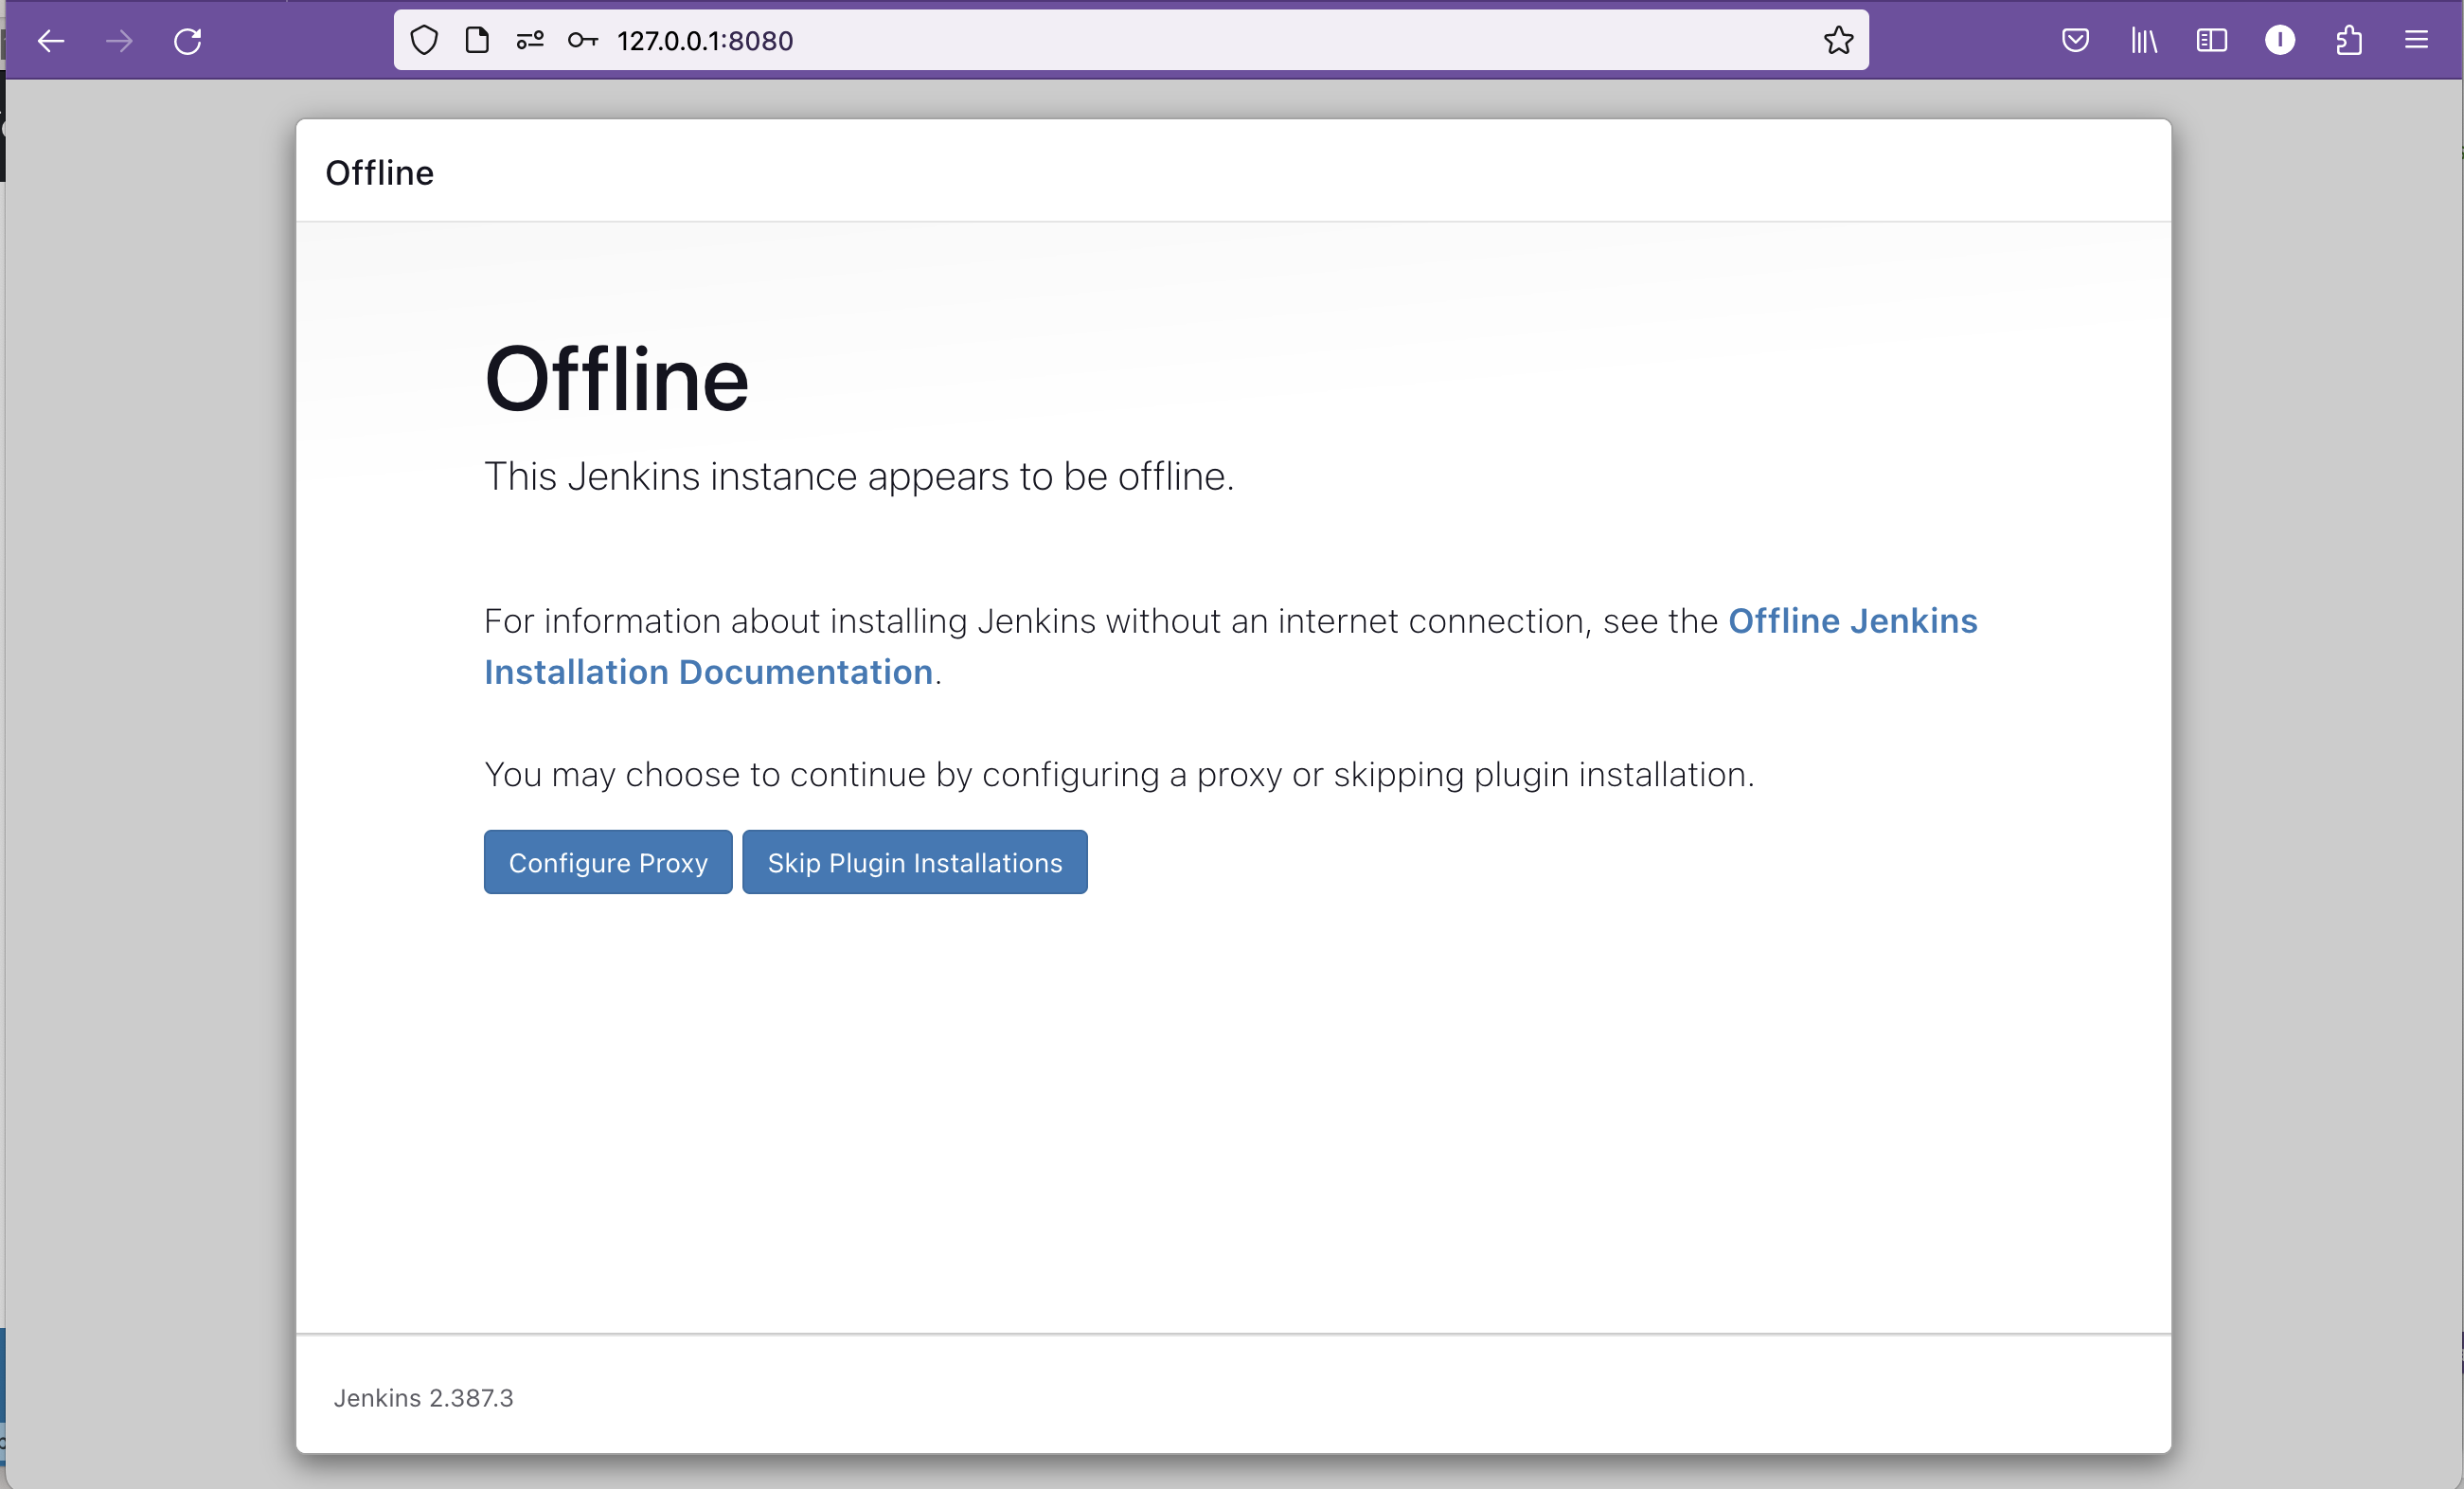 127.0.0.1:8080
Offline
Offline
This Jenkins instance appears to be offline.
For information about installing Jenkins without an internet connection, see the Offline Jenkins
Installation Documentation.
You may choose to continue by configuring a proxy or skipping plugin installation.
Configure Proxy Skip Plugin Installations
Jenkins 2.387.3